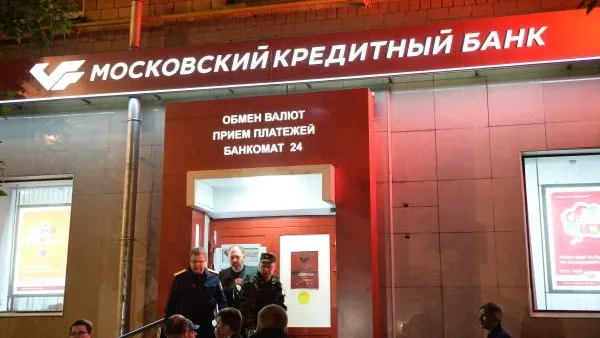 МОСКОВСКИЙ КРЕДИТНЫЙ БАНК
ОБМЕН ВАЛЮТ
ПРИЕМ ПЛАТЕЖЕЙ
БАНКОМАТ 24